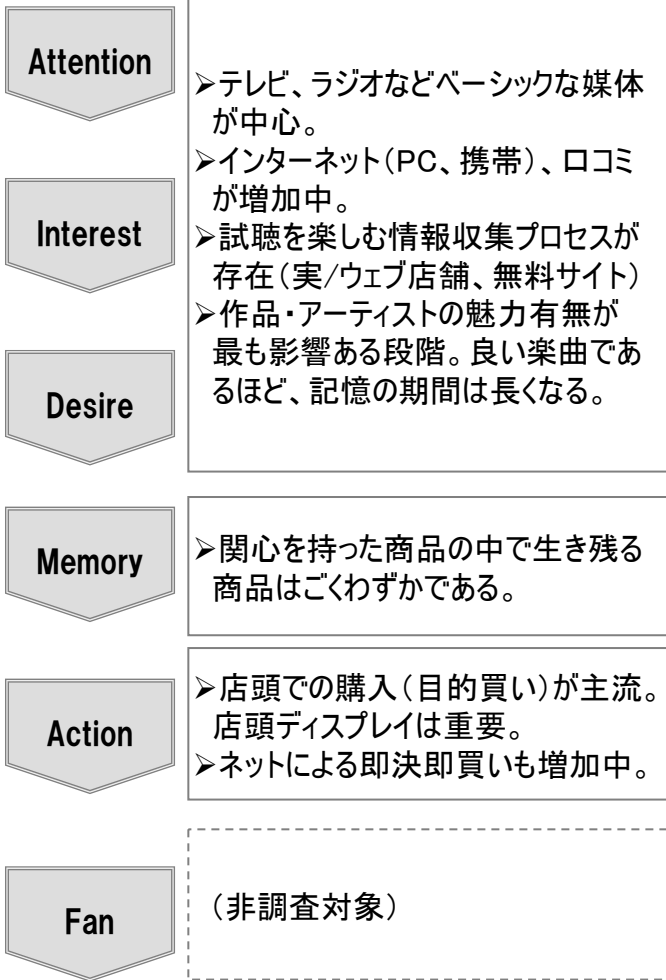 Attention
➢テレビ、ラジオなどベーシックな媒体
が中心。
➢インターネット（PC、携帯）、口コミ
が増加中。
Interest
➢試聴を楽しむ情報収集プロセスが
存在（実/ウェブ店舗、無料サイト）
➢作品・アーティストの魅力有無が
最も影響ある段階。良い楽曲であ
るほど、記憶の期間は長くなる。
Desire
Memory
➢関心を持った商品の中で生き残る
商品はごくわずかである。
Action
➢店頭での購入（目的買い）が主流。
店頭ディスプレイは重要。
➢ネットによる即決即買いも増加中。
Fan
（非調査対象）